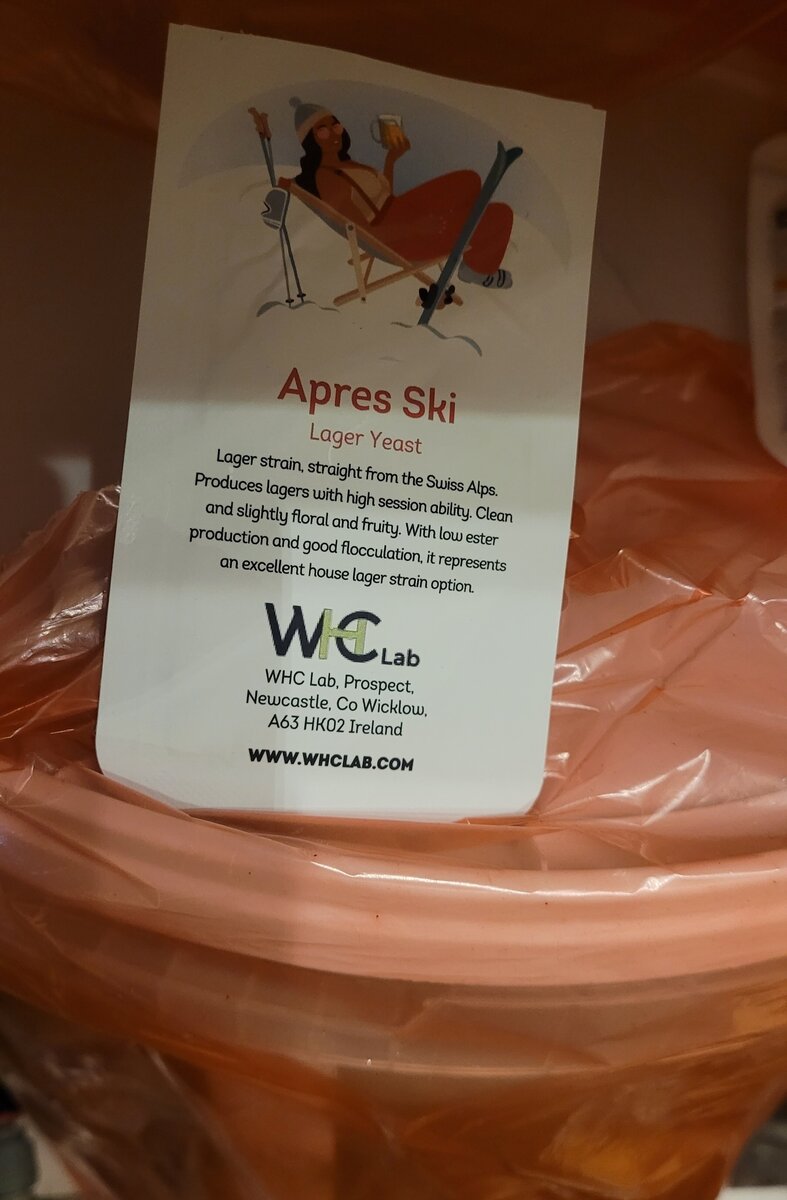 Apres Ski
Lager Yeast
Lager strain, straight from the Swiss Alps.
Produces lagers with high session ability. Clean
and slightly floral and fruity. With low ester
production and good flocculation, it represents
an excellent house lager strain option.
WHC Lab
WHC Lab, Prospect,
Newcastle, Co Wicklow,
A63 HK02 Ireland
WWW.WHCLAB.COM